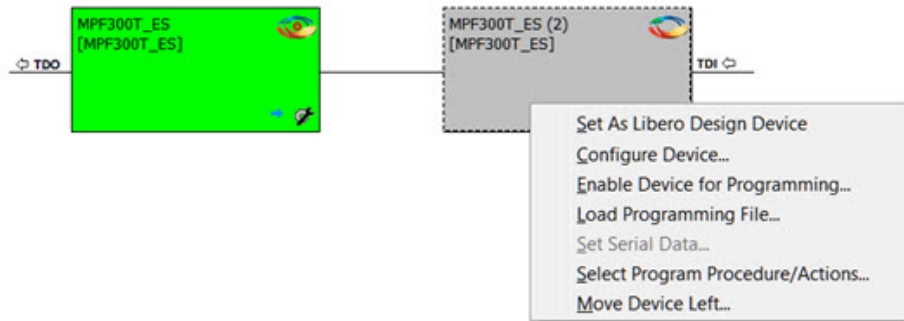 MPF300T_ES
[MPF300T_ES]
MPF300T_ES (2)
[MPF300T_ES]
TDO
TDI
Set As Libero Design Device
Configure Device...
Enable Device for Programming...
Load Programming File...
Set Serial Data...
Select Program Procedure/Actions...
Move Device Left...